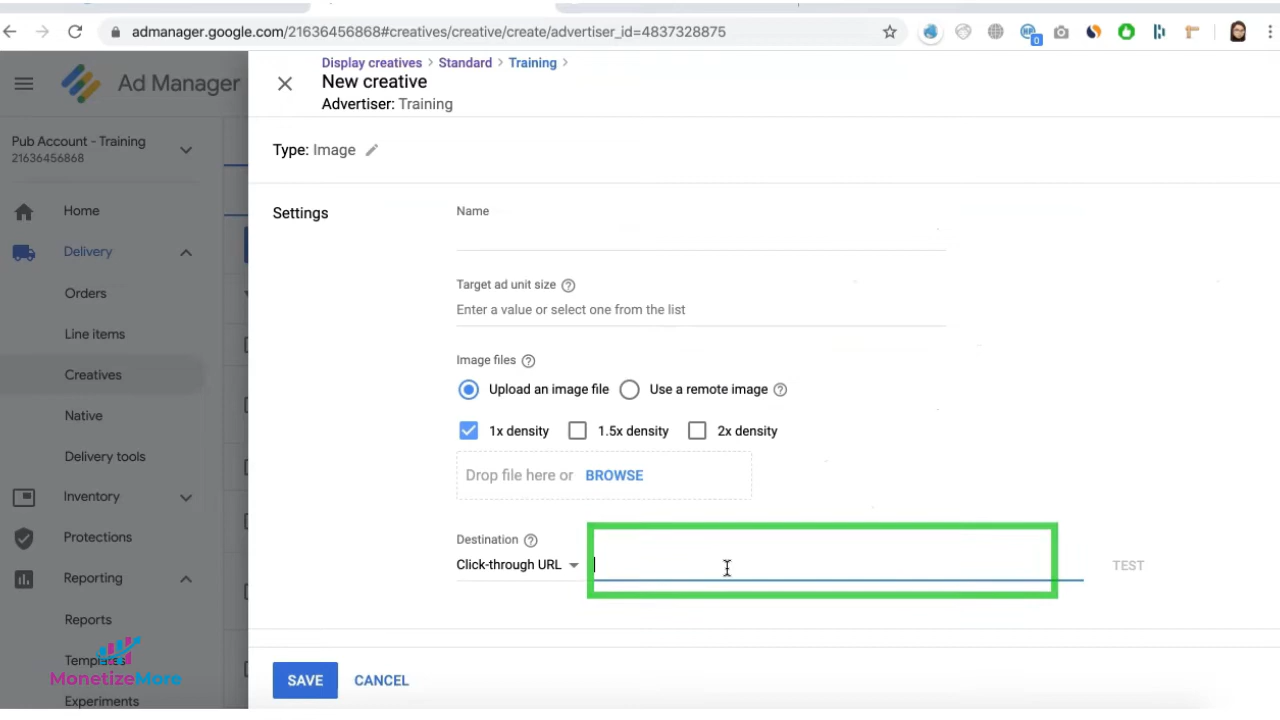 admanager.google.com/21636456868#creatives/creative/create/advertiser_id=4837328875
0
Ad Manager
Display creatives > Standard > Training >
New creative
Advertiser: Training
Pub Account - Training
21636456868
Home
Delivery
Orders
Line items
Creatives
Native
Delivery tools
Inventory
Protections
Reporting
Reports
Templates
Experiments
MonetizeMore
Type: Image
Settings
Name
Target ad unit size
Enter a value or select one from the list
Image files
Upload an image file
Use a remote image
1x density
1.5x density
2x density
Drop file here or BROWSE
Destination
Click-through URL
TEST
SAVE
CANCEL